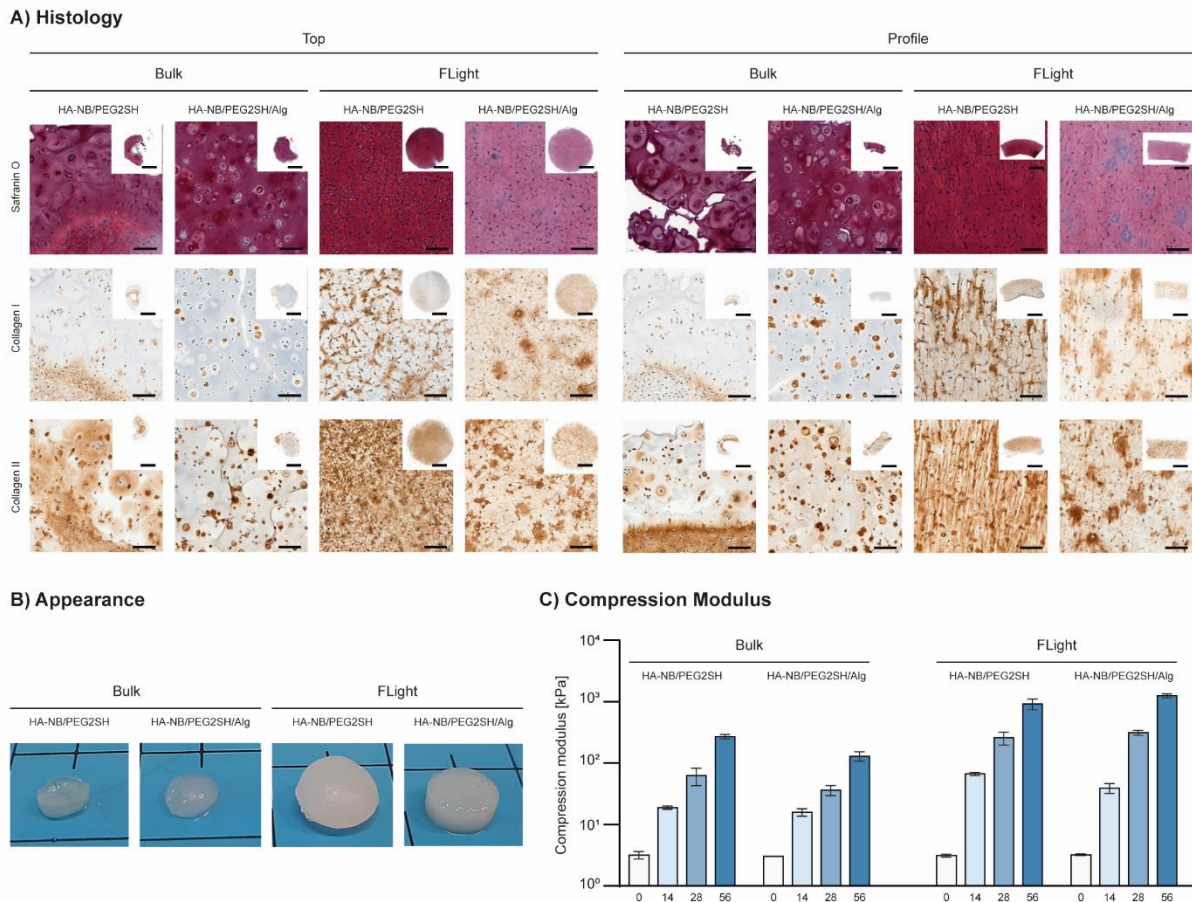 A) Histology
Top
Profile
Bulk
FLight
Bulk
FLight
HA-NB/PEG2SH
HA-NB/PEG2SH/Alg
HA-NB/PEG2SH
HA-NB/PEG2SH/Alg
HA-NB/PEG2SH
HA-NB/PEG2SH/Alg
HA-NB/PEG2SH
HA-NB/PEG2SH/Alg
Safranin O
Collagen I
Collagen II
B) Appearance
Bulk
FLight
HA-NB/PEG2SH
HA-NB/PEG2SH/Alg
HA-NB/PEG2SH
HA-NB/PEG2SH/Alg
C) Compression Modulus
Bulk
FLight
HA-NB/PEG2SH
HA-NB/PEG2SH/Alg
HA-NB/PEG2SH
HA-NB/PEG2SH/Alg
Compression modulus [kPa]
10⁴
10³
10²
10¹
10⁰
0 14 28 56 0 14 28 56 0 14 28 56 0 14 28 56